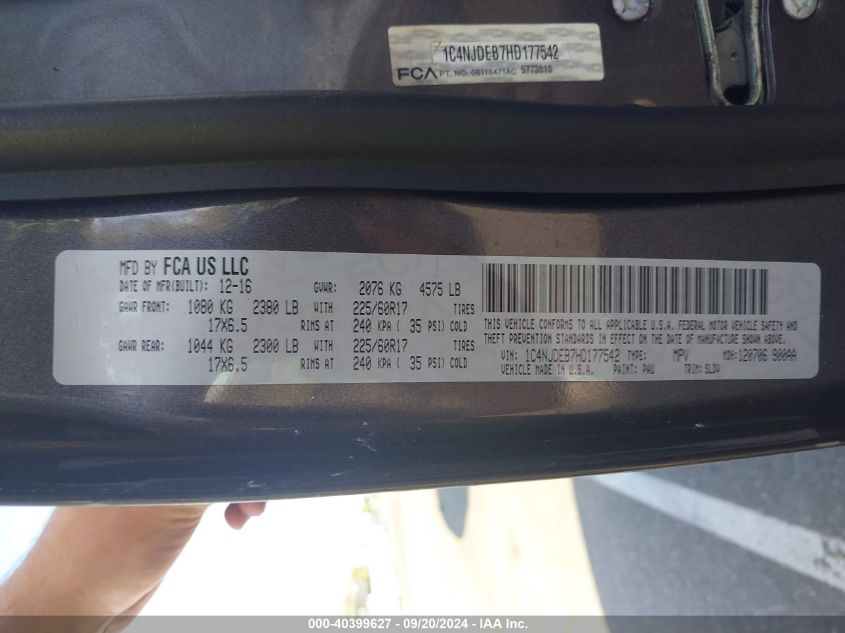 1C4NJDEB7HD177542
FCA PT. NO. 05116471AC 5773013
MFD BY FCA US LLC
DATE OF MFR(BUILT): 12-16 GVWR: 2076 KG 4575 LB
GAWR FRONT: 1080 KG 2380 LB WITH 225/60R17 TIRES
17X6.5 RIMS AT 240 KPA ( 35 PSI) COLD
GAWR REAR: 1044 KG 2300 LB WITH 225/60R17 TIRES
17X6.5 RIMS AT 240 KPA ( 35 PSI) COLD
THIS VEHICLE CONFORMS TO ALL APPLICABLE U.S.A. FEDERAL MOTOR VEHICLE SAFETY AND
THEFT PREVENTION STANDARDS IN EFFECT ON THE DATE OF MANUFACTURE SHOWN ABOVE.
VIN: 1C4NJDEB7HD177542 TYPE: MPV MDH: 120706 900AA
VEHICLE MADE IN U.S.A. PAINT: PAU TRIM: SLDV
000-40399627 - 09/20/2024 - IAA Inc.